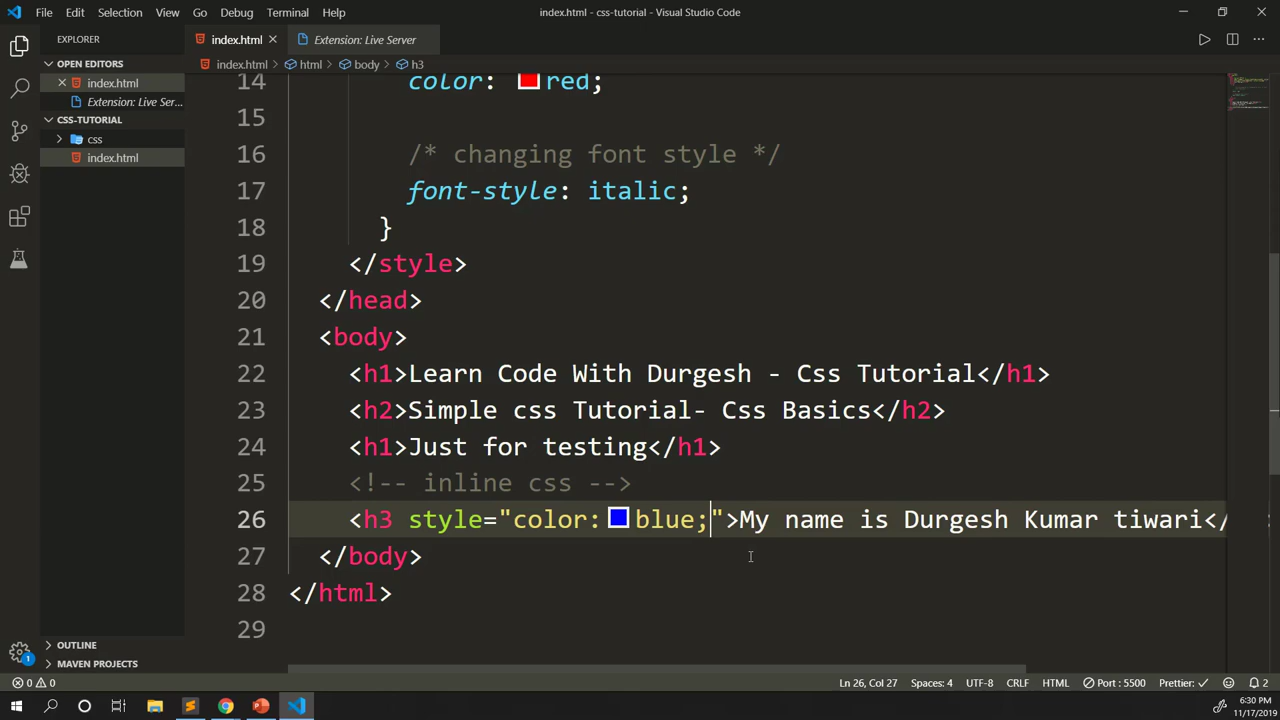 File Edit Selection View Go Debug Terminal Help
index.html - css-tutorial - Visual Studio Code
EXPLORER
index.html
Extension: Live Server
OPEN EDITORS
index.html
Extension: Live Ser...
CSS-TUTORIAL
css
index.html
OUTLINE
MAVEN PROJECTS
index.html > html > body > h3
14 color: red;
15
16 /* changing font style */
17 font-style: italic;
18 }
19 </style>
20 </head>
21 <body>
22 <h1>Learn Code With Durgesh - Css Tutorial</h1>
23 <h2>Simple css Tutorial- Css Basics</h2>
24 <h1>Just for testing</h1>
25 <!-- inline css -->
26 <h3 style="color: blue;">My name is Durgesh Kumar tiwari</
27 </body>
28 </html>
29
1
0 0
Ln 26, Col 27 Spaces: 4 UTF-8 CRLF HTML Port : 5500 Prettier: ✓ 2
6:30 PM
11/17/2019